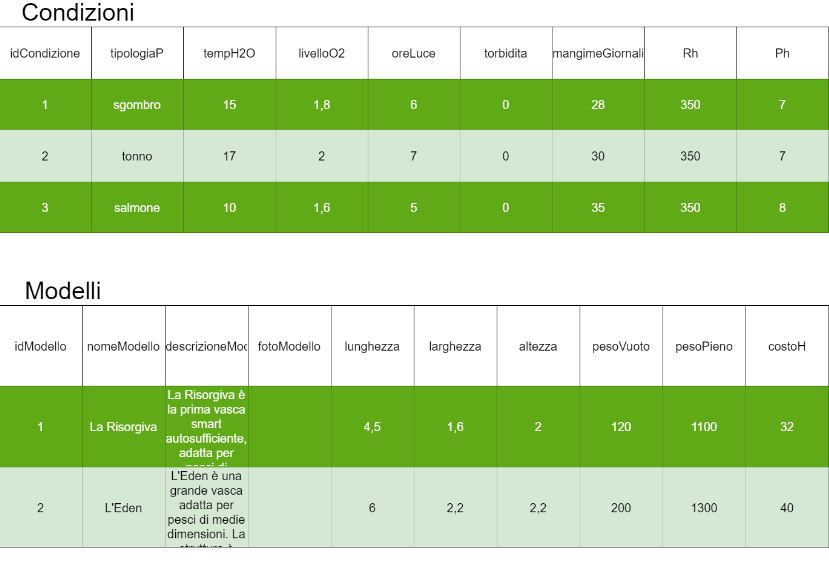 Condizioni
idCondizione tipologiaP tempH2O livelloO2 oreLuce torbidita mangimeGiornali Rh Ph
1 sgombro 15 1,8 6 0 28 350 7
2 tonno 17 2 7 0 30 350 7
3 salmone 10 1,6 5 0 35 350 8
Modelli
idModello nomeModello descrizioneMod fotoModello lunghezza larghezza altezza pesoVuoto pesoPieno costoH
1 La Risorgiva La Risorgiva è
la prima vasca
smart
autosufficiente,
adatta per
pesci di
4,5 1,6 2 120 1100 32
2 L'Eden L'Eden è una
grande vasca
adatta per
pesci di medie
dimensioni. La
struttura è
6 2,2 2,2 200 1300 40